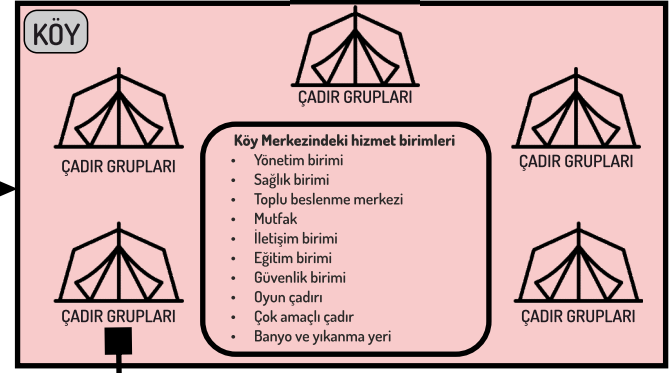 KÖY
ÇADIR GRUPLARI
ÇADIR GRUPLARI
ÇADIR GRUPLARI
Köy Merkezindeki hizmet birimleri
• Yönetim birimi
• Sağlık birimi
• Toplu beslenme merkezi
• Mutfak
• İletişim birimi
• Eğitim birimi
• Güvenlik birimi
• Oyun çadırı
• Çok amaçlı çadır
• Banyo ve yıkanma yeri
ÇADIR GRUPLARI
ÇADIR GRUPLARI